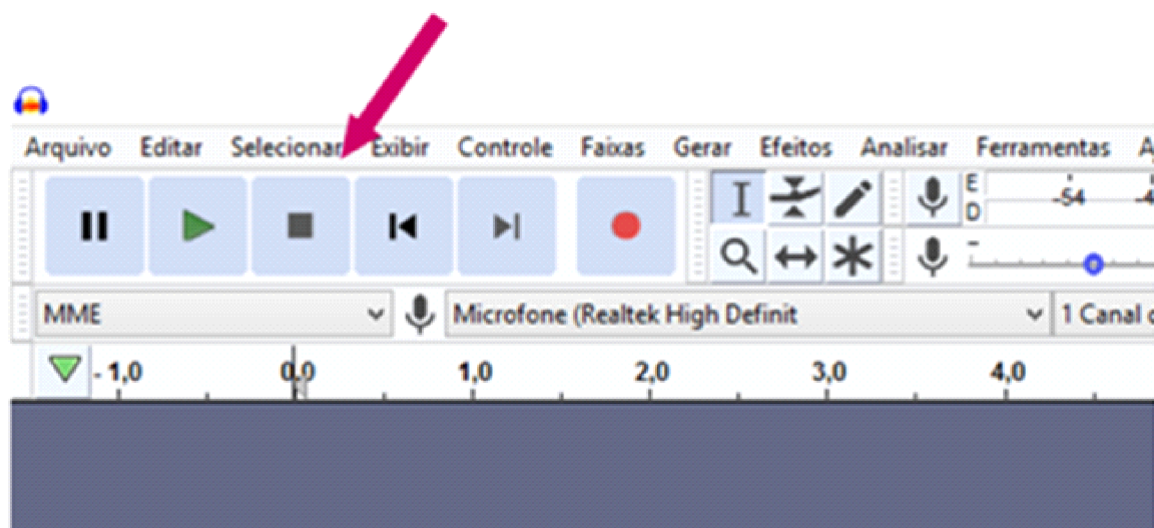 Arquivo Editar Selecionar Exibir Controle Faixas Gerar Efeitos Analisar Ferramentas
E -54
D
MME Microfone (Realtek High Definit 1 Canal
- 1,0 0,0 1,0 2,0 3,0 4,0